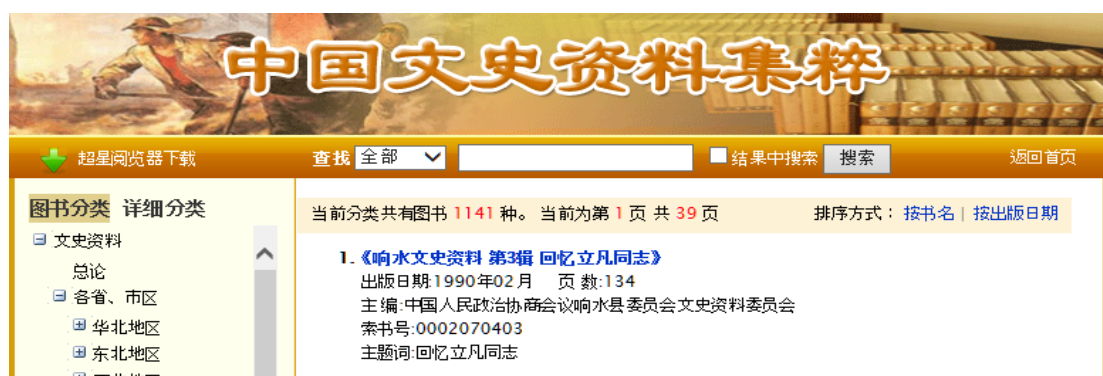 中国文史资料集粹
超星阅览器下载 查找 全部 结果中搜索 搜索 返回首页
图书分类 详细分类
文史资料
总论
各省、市区
华北地区
东北地区
当前分类共有图书 1141 种。 当前为第 1 页 共 39 页 排序方式： 按书名 | 按出版日期
1. 《响水文史资料 第3辑 回忆立凡同志》
出版日期:1990年02月 页 数:134
主 编:中国人民政治协商会议响水县委员会文史资料委员会
索书号:0002070403
主题词:回忆立凡同志